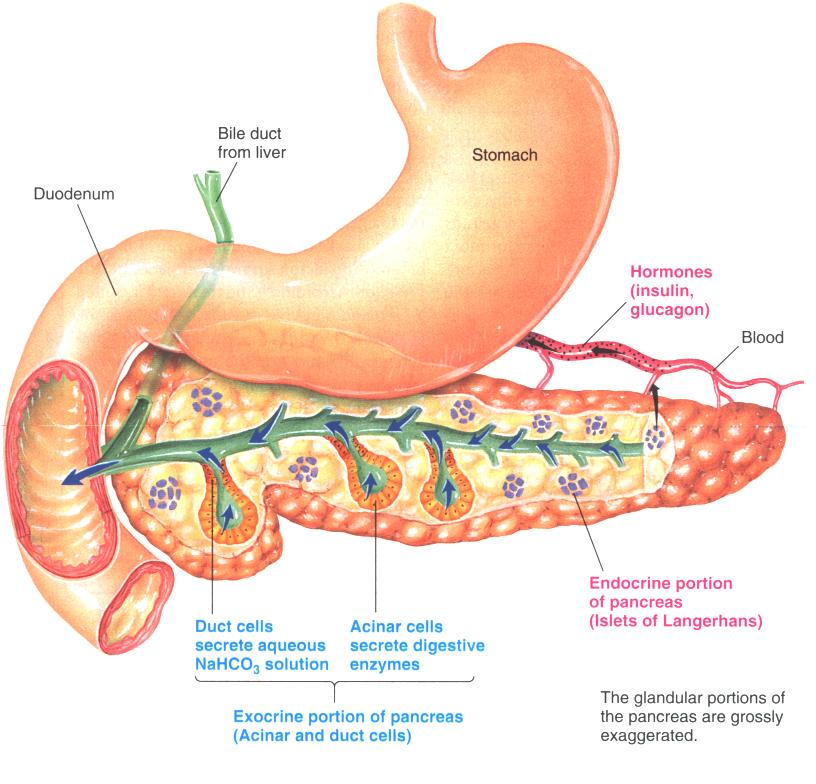 Bile duct
from liver
Stomach
Duodenum
Hormones
(insulin,
glucagon)
Blood
Endocrine portion
of pancreas
(Islets of Langerhans)
Duct cells
secrete aqueous
NaHCO₃ solution
Acinar cells
secrete digestive
enzymes
Exocrine portion of pancreas
(Acinar and duct cells)
The glandular portions of
the pancreas are grossly
exaggerated.